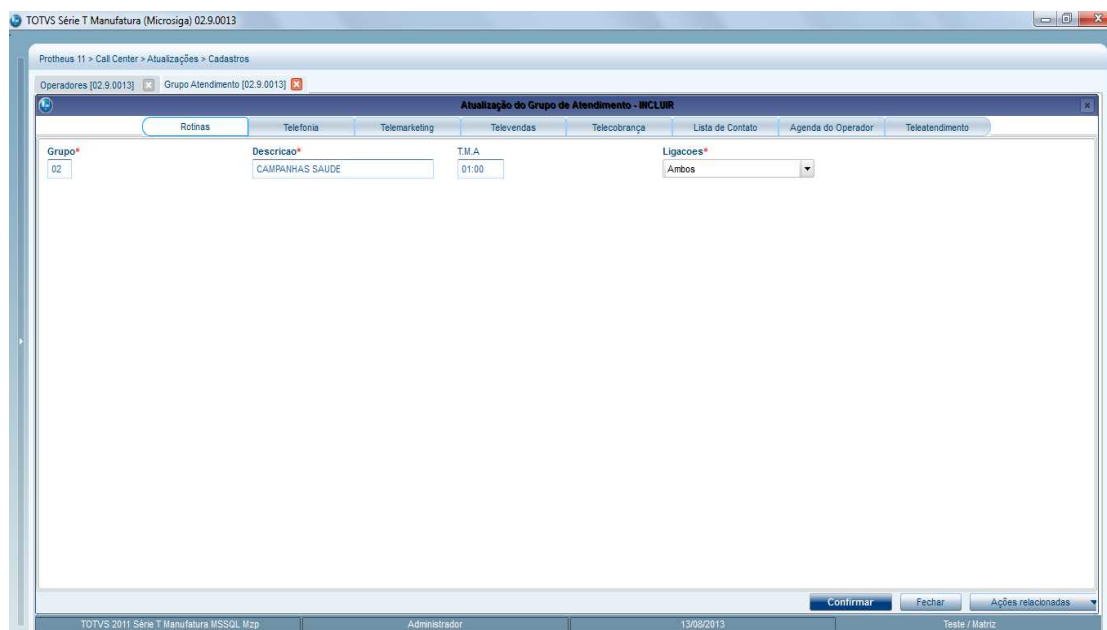 TOTVS Série T Manufatura (Microsiga) 02.9.0013
Protheus 11 > Call Center > Atualizações > Cadastros
Operadores [02.9.0013] Grupo Atendimento [02.9.0013]
Atualização do Grupo de Atendimento - INCLUIR
Rotinas Telefonia Telemarketing Televendas Telecobrança Lista de Contato Agenda do Operador Teleatendimento
Grupo* Descricao* T.M.A Ligacoes*
02 CAMPANHAS SAUDE 01:00 Ambos
Confirmar Fechar Ações relacionadas
TOTVS 2011 Série T Manufatura MSSQL Mzp Administrador 13/08/2013 Teste / Matriz